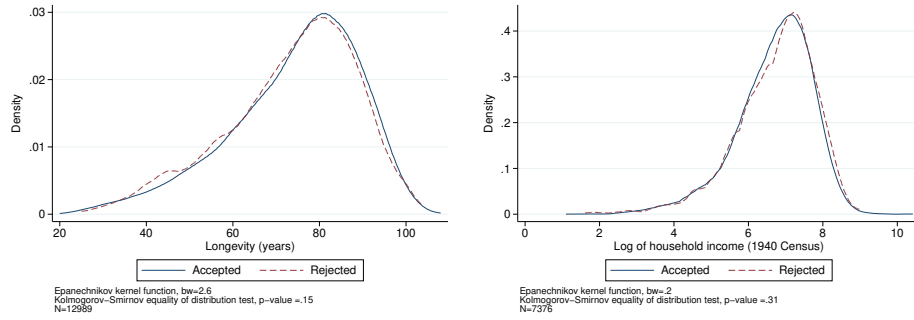 .03
.02
.01
0
Density
20 40 60 80 100
Longevity (years)
Accepted Rejected
Epanechnikov kernel function, bw=2.6
Kolmogorov−Smirnov equality of distribution test, p−value =.15
N=12989
.4
.3
.2
.1
0
Density
0 2 4 6 8 10
Log of household income (1940 Census)
Accepted Rejected
Epanechnikov kernel function, bw=.2
Kolmogorov−Smirnov equality of distribution test, p−value =.31
N=7376